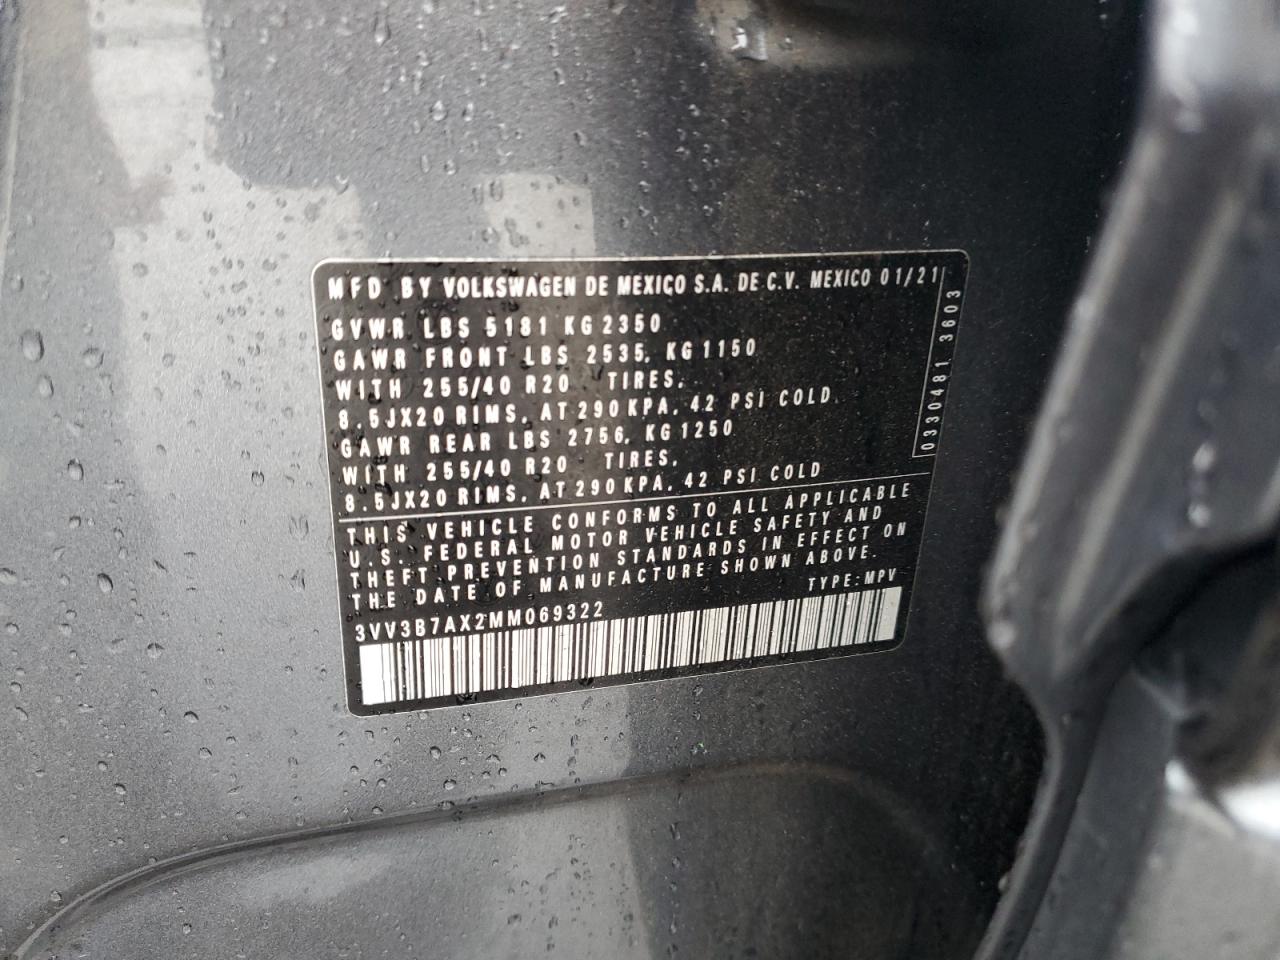 MFD BY VOLKSWAGEN DE MEXICO S.A. DE C.V. MEXICO 01/21
GVWR LBS 5181 KG 2350
GAWR FRONT LBS 2535, KG 1150
WITH 255/40 R20 TIRES,
8.5JX20 RIMS, AT 290 KPA, 42 PSI COLD
GAWR REAR LBS 2756, KG 1250
WITH 255/40 R20 TIRES,
8.5JX20 RIMS, AT 290 KPA, 42 PSI COLD
0330481 3603
THIS VEHICLE CONFORMS TO ALL APPLICABLE
U.S. FEDERAL MOTOR VEHICLE SAFETY AND
THEFT PREVENTION STANDARDS IN EFFECT ON
THE DATE OF MANUFACTURE SHOWN ABOVE.
TYPE: MPV
3VV3B7AX2MM069322